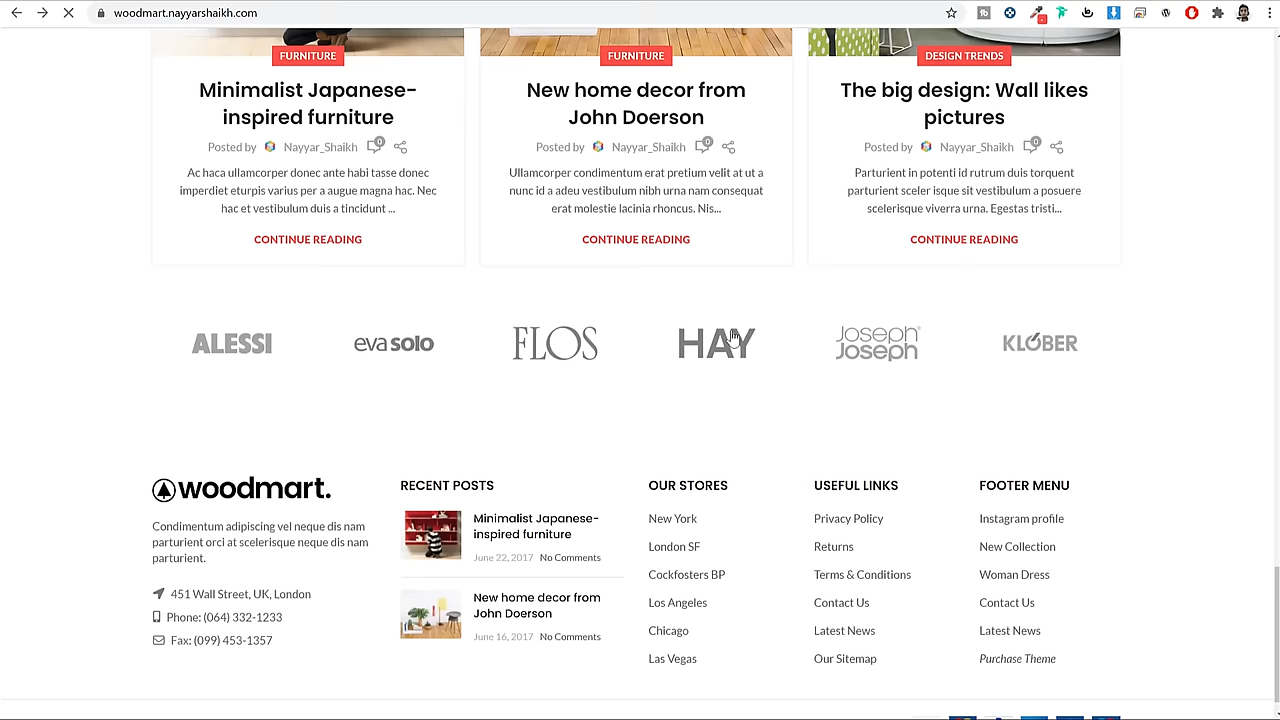 woodmart.nayyarshaikh.com
FURNITURE
Minimalist Japanese-
inspired furniture
Posted by Nayyar_Shaikh 0
Ac haca ullamcorper donec ante habi tasse donec
imperdiet eturpis varius per a augue magna hac. Nec
hac et vestibulum duis a tincidunt ...
CONTINUE READING
FURNITURE
New home decor from
John Doerson
Posted by Nayyar_Shaikh 0
Ullamcorper condimentum erat pretium velit at ut a
nunc id a adeu vestibulum nibh urna nam consequat
erat molestie lacinia rhoncus. Nis...
CONTINUE READING
DESIGN TRENDS
The big design: Wall likes
pictures
Posted by Nayyar_Shaikh 0
Parturient in potenti id rutrum duis torquent
parturient sceler isque sit vestibulum a posuere
scelerisque viverra urna. Egestas tristi...
CONTINUE READING
ALESSI
eva solo
FLOS
HAY
Joseph
Joseph
KLÖBER
woodmart.
Condimentum adipiscing vel neque dis nam
parturient orci at scelerisque neque dis nam
parturient.
451 Wall Street, UK, London
Phone: (064) 332-1233
Fax: (099) 453-1357
RECENT POSTS
Minimalist Japanese-
inspired furniture
June 22, 2017 No Comments
New home decor from
John Doerson
June 16, 2017 No Comments
OUR STORES
New York
London SF
Cockfosters BP
Los Angeles
Chicago
Las Vegas
USEFUL LINKS
Privacy Policy
Returns
Terms & Conditions
Contact Us
Latest News
Our Sitemap
FOOTER MENU
Instagram profile
New Collection
Woman Dress
Contact Us
Latest News
Purchase Theme